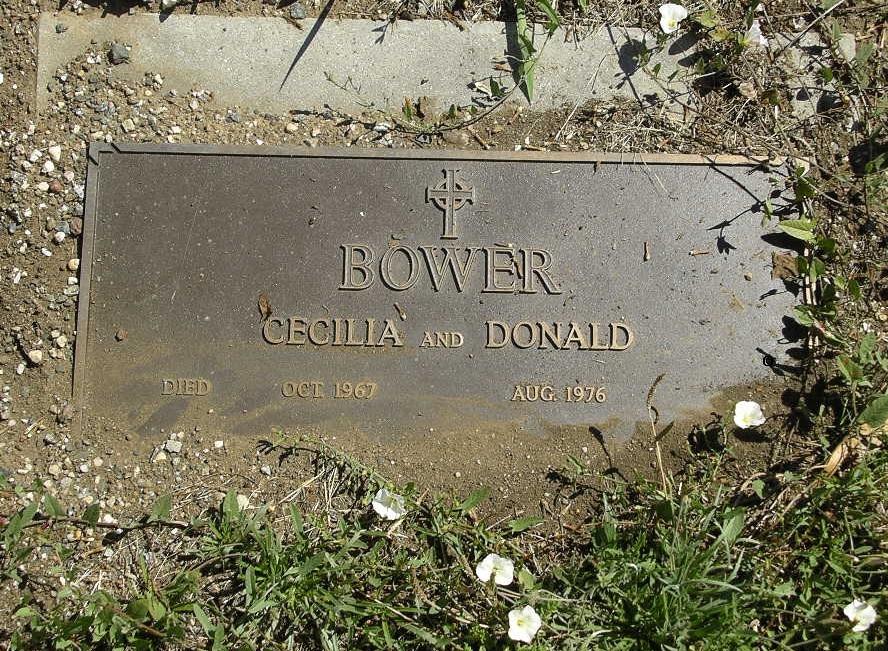 BOWER
CECILIA AND DONALD
DIED OCT. 1967 AUG. 1976